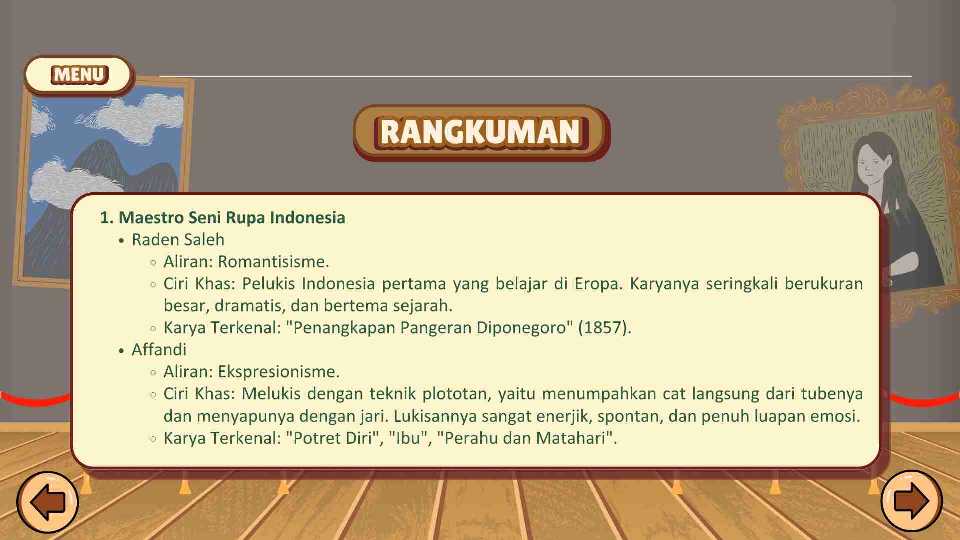 MENU
RANGKUMAN
1. Maestro Seni Rupa Indonesia
• Raden Saleh
○ Aliran: Romantisisme.
○ Ciri Khas: Pelukis Indonesia pertama yang belajar di Eropa. Karyanya seringkali berukuran
besar, dramatis, dan bertema sejarah.
○ Karya Terkenal: "Penangkapan Pangeran Diponegoro" (1857).
• Affandi
○ Aliran: Ekspresionisme.
○ Ciri Khas: Melukis dengan teknik plototan, yaitu menumpahkan cat langsung dari tubenya
dan menyapunya dengan jari. Lukisannya sangat enerjik, spontan, dan penuh luapan emosi.
○ Karya Terkenal: "Potret Diri", "Ibu", "Perahu dan Matahari".